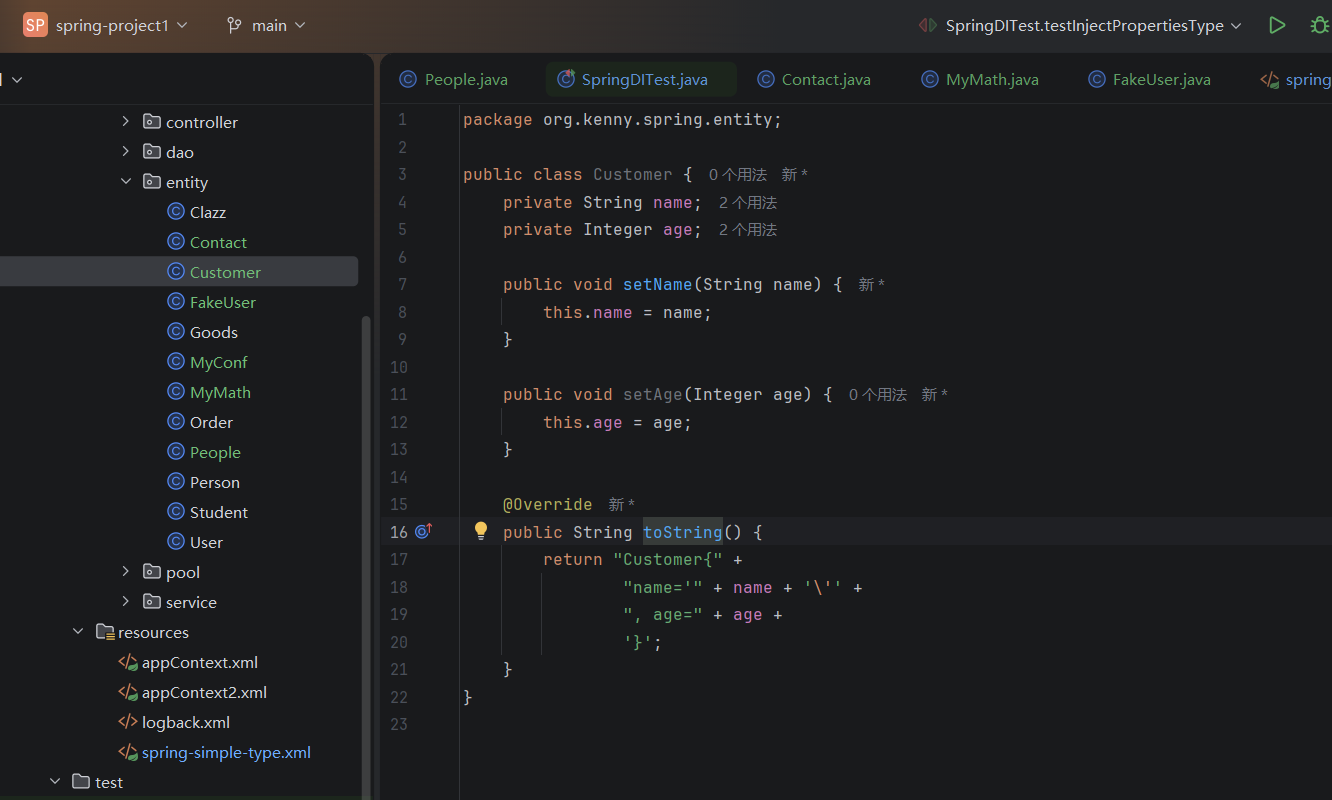 SP spring-project1 main SpringDITest.testInjectPropertiesType
People.java SpringDITest.java Contact.java MyMath.java FakeUser.java spring
controller
dao
entity
Clazz
Contact
Customer
FakeUser
Goods
MyConf
MyMath
Order
People
Person
Student
User
pool
service
resources
appContext.xml
appContext2.xml
logback.xml
spring-simple-type.xml
test
1 package org.kenny.spring.entity;
2
3 public class Customer { 0 个用法 新 *
4 private String name; 2 个用法
5 private Integer age; 2 个用法
6
7 public void setName(String name) { 新 *
8 this.name = name;
9 }
10
11 public void setAge(Integer age) { 0 个用法 新 *
12 this.age = age;
13 }
14
15 @Override 新 *
16 public String toString() {
17 return "Customer{" +
18 "name='" + name + '\'' +
19 ", age=" + age +
20 '}';
21 }
22 }
23